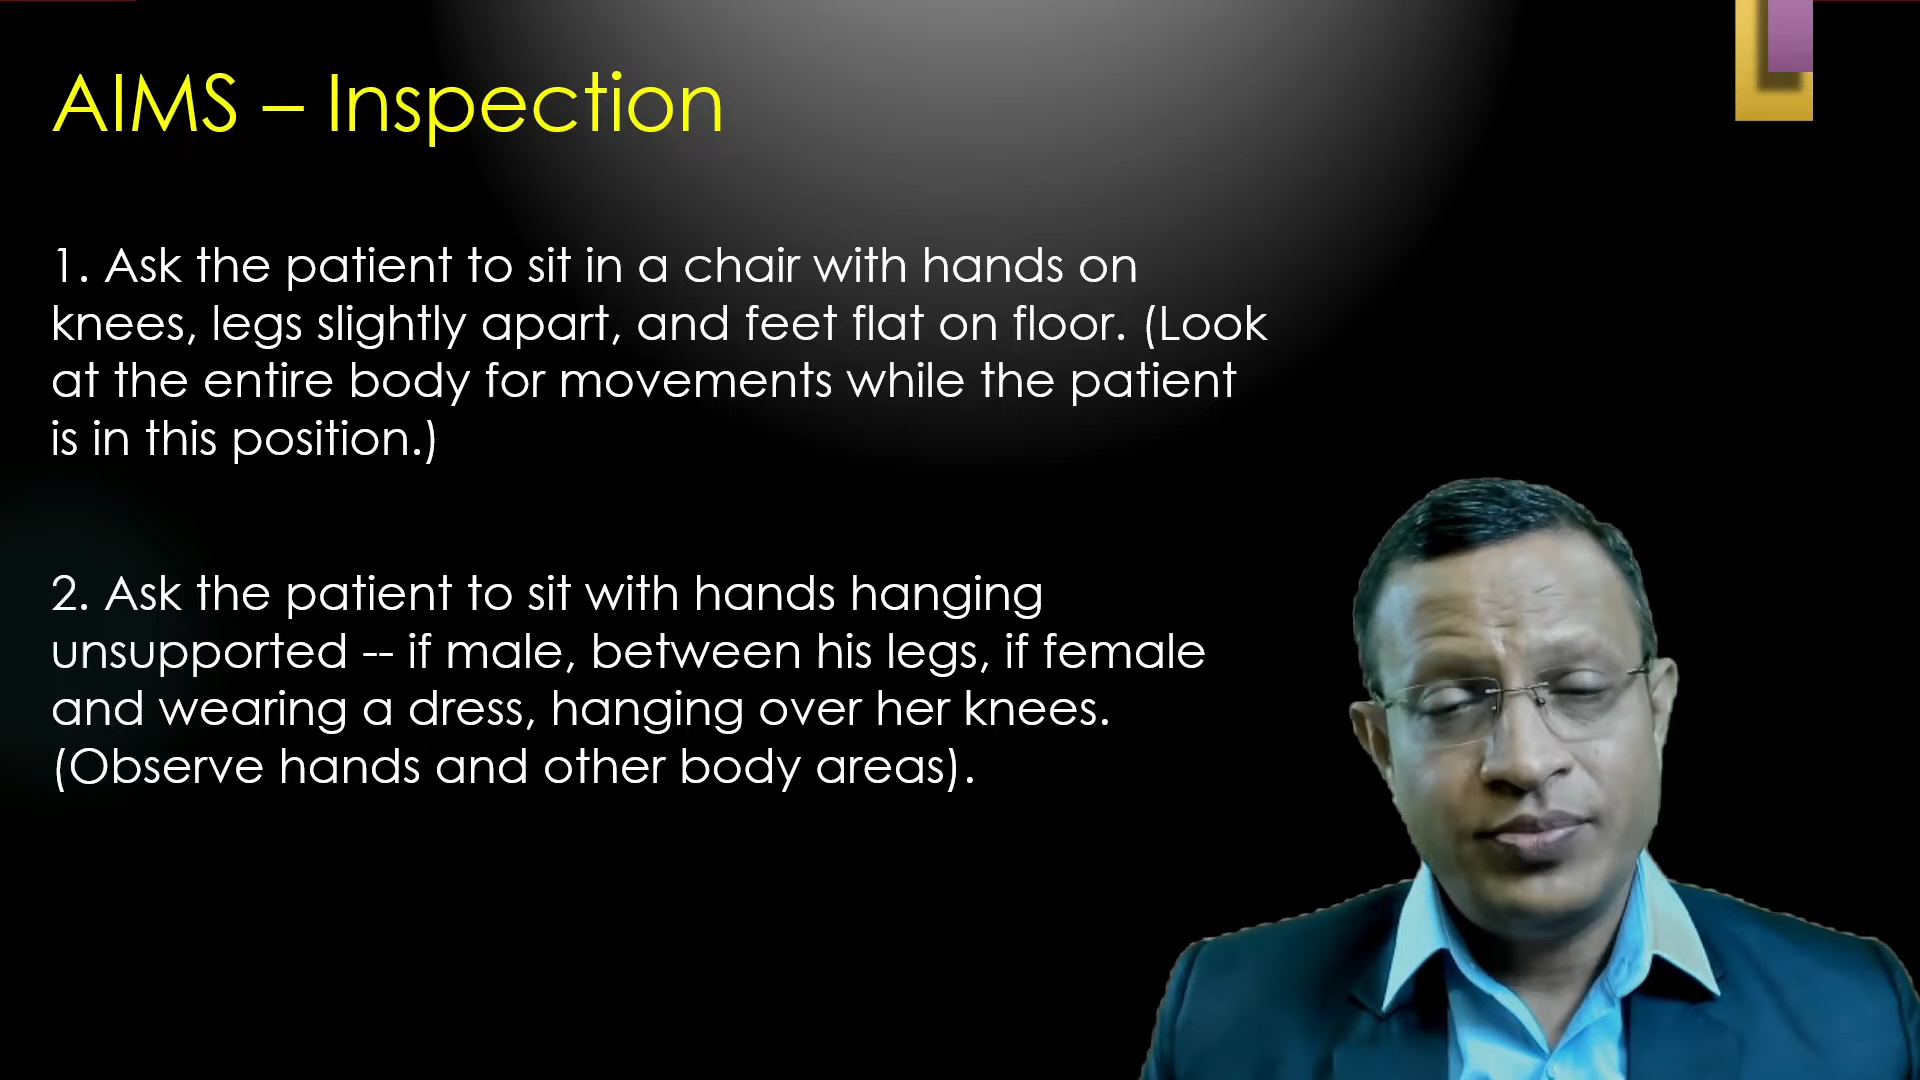 AIMS – Inspection
1. Ask the patient to sit in a chair with hands on
knees, legs slightly apart, and feet flat on floor. (Look
at the entire body for movements while the patient
is in this position.)
2. Ask the patient to sit with hands hanging
unsupported -- if male, between his legs, if female
and wearing a dress, hanging over her knees.
(Observe hands and other body areas).